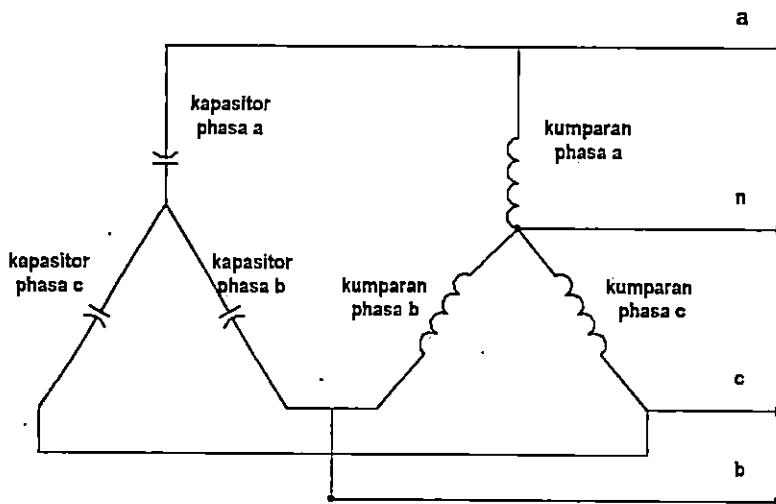 a
kapasitor
phasa a
kumparan
phasa a
n
kapasitor
phasa c
kapasitor
phasa b
kumparan
phasa b
kumparan
phasa c
c
b